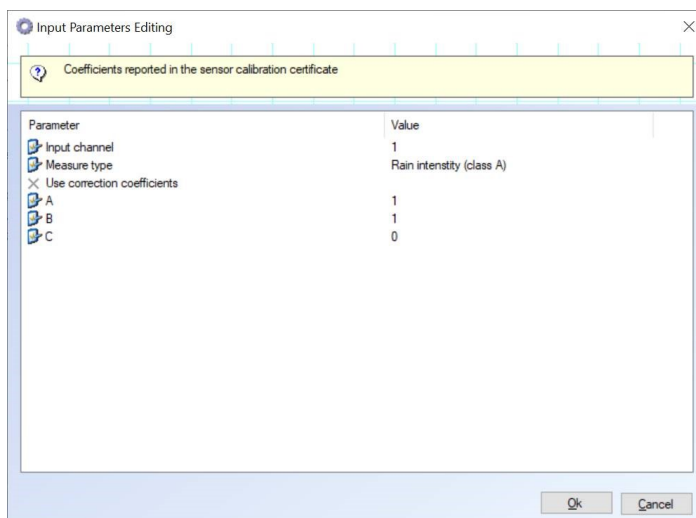 Input Parameters Editing
Coefficients reported in the sensor calibration certificate
Parameter Value
Input channel 1
Measure type Rain intenstity (class A)
Use correction coefficients
A 1
B 1
C 0
Ok Cancel